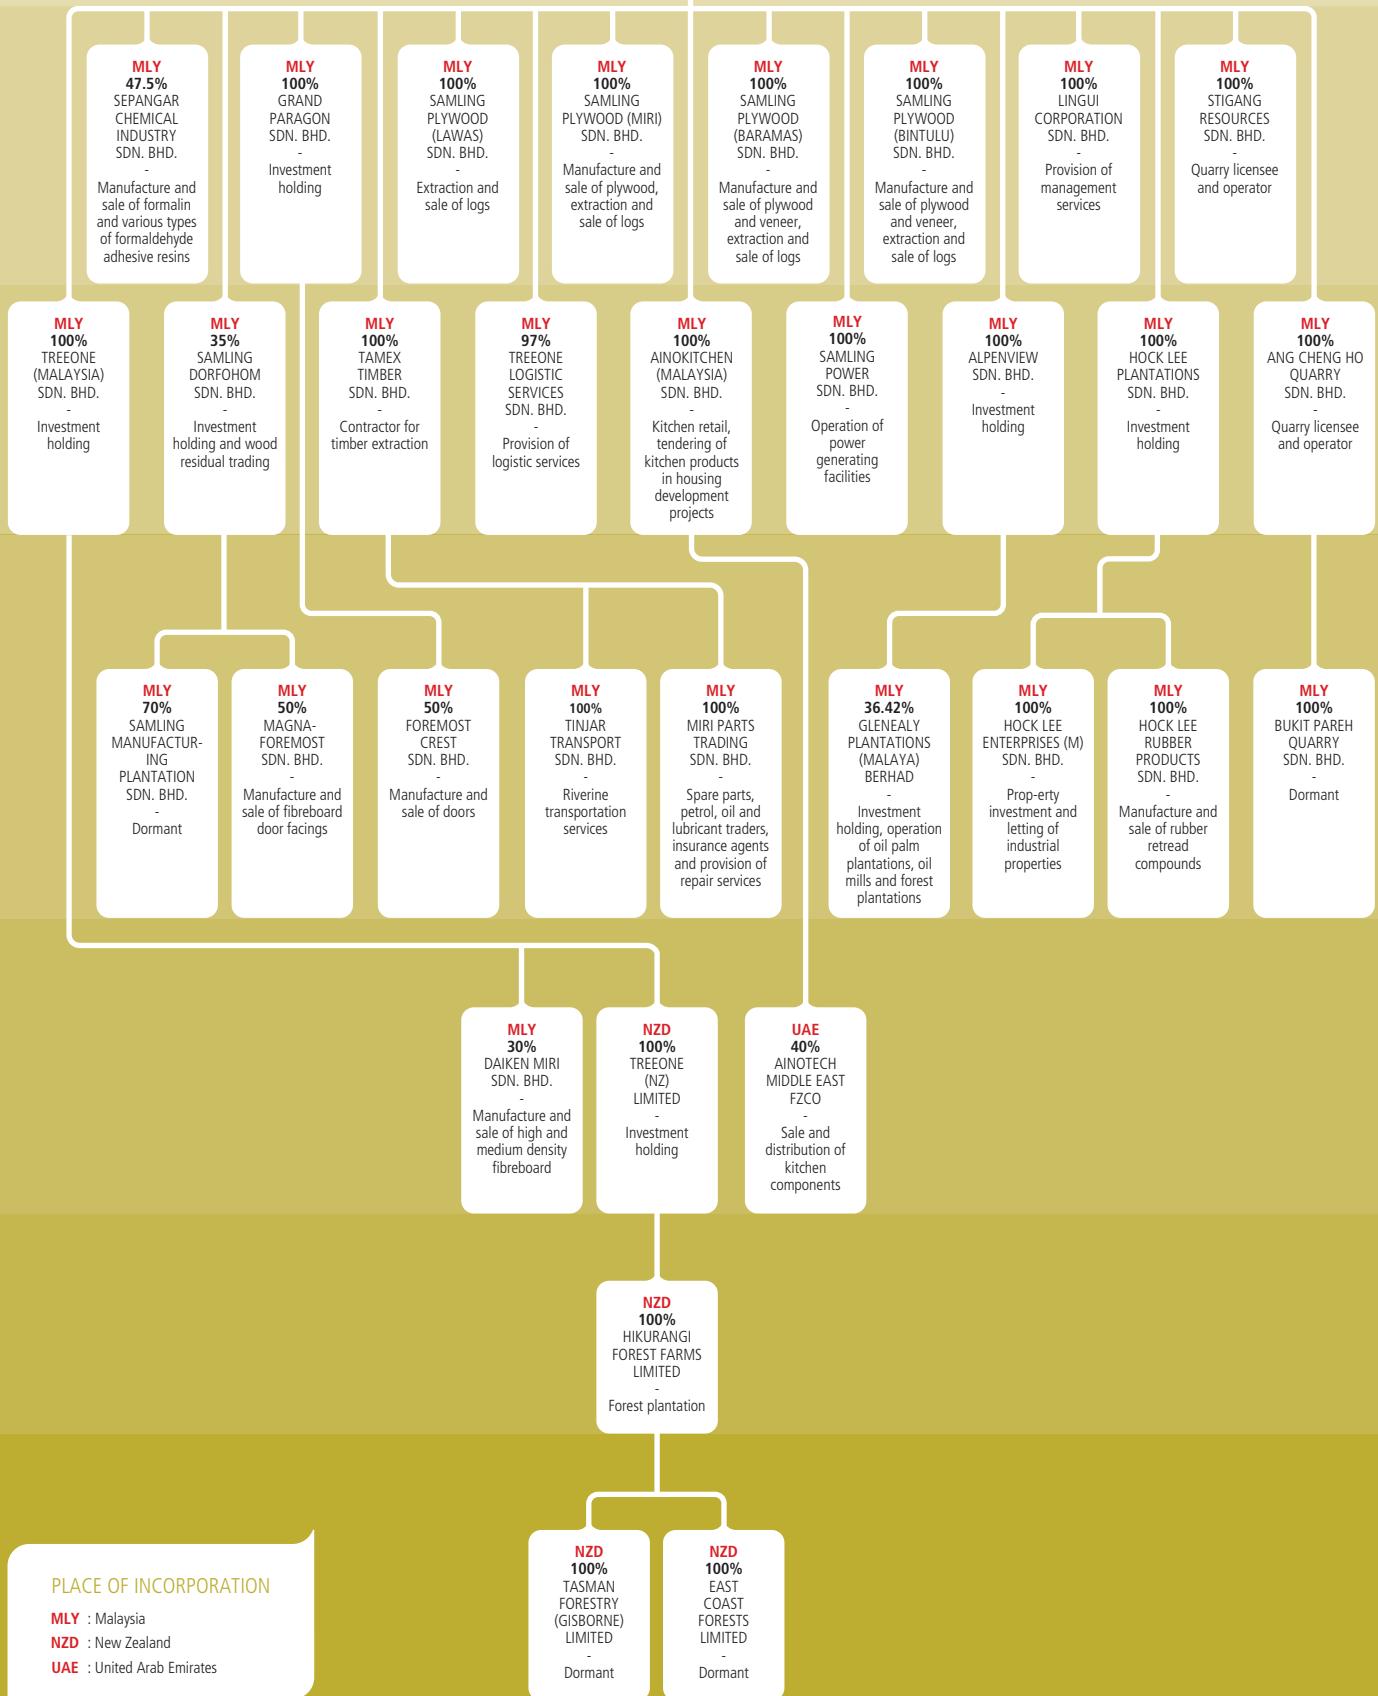 MLY
47.5%
SEPANGAR
CHEMICAL
INDUSTRY
SDN. BHD.
-
Manufacture and
sale of formalin
and various types
of formaldehyde
adhesive resins
MLY
100%
GRAND
PARAGON
SDN. BHD.
-
Investment
holding
MLY
100%
SAMLING
PLYWOOD
(LAWAS)
SDN. BHD.
-
Extraction and
sale of logs
MLY
100%
SAMLING
PLYWOOD (MIRI)
SDN. BHD.
-
Manufacture and
sale of plywood,
extraction and
sale of logs
MLY
100%
SAMLING
PLYWOOD
(BARAMAS)
SDN. BHD.
-
Manufacture and
sale of plywood
and veneer,
extraction and
sale of logs
MLY
100%
SAMLING
PLYWOOD
(BINTULU)
SDN. BHD.
-
Manufacture and
sale of plywood
and veneer,
extraction and
sale of logs
MLY
100%
LINGUI
CORPORATION
SDN. BHD.
-
Provision of
management
services
MLY
100%
STIGANG
RESOURCES
SDN. BHD.
-
Quarry licensee
and operator
MLY
100%
TREEONE
(MALAYSIA)
SDN. BHD.
-
Investment
holding
MLY
35%
SAMLING
DORFOHOM
SDN. BHD.
-
Investment
holding and wood
residual trading
MLY
100%
TAMEX
TIMBER
SDN. BHD.
-
Contractor for
timber extraction
MLY
97%
TREEONE
LOGISTIC
SERVICES
SDN. BHD.
-
Provision of
logistic services
MLY
100%
AINOKITCHEN
(MALAYSIA)
SDN. BHD.
-
Kitchen retail,
tendering of
kitchen products
in housing
development
projects
MLY
100%
SAMLING
POWER
SDN. BHD.
-
Operation of
power
generating
facilities
MLY
100%
ALPENVIEW
SDN. BHD.
-
Investment
holding
MLY
100%
HOCK LEE
PLANTATIONS
SDN. BHD.
-
Investment
holding
MLY
100%
ANG CHENG HO
QUARRY
SDN. BHD.
-
Quarry licensee
and operator
MLY
70%
SAMLING
MANUFACTUR-
ING
PLANTATION
SDN. BHD.
-
Dormant
MLY
50%
MAGNA-
FOREMOST
SDN. BHD.
-
Manufacture and
sale of fibreboard
door facings
MLY
50%
FOREMOST
CREST
SDN. BHD.
-
Manufacture and
sale of doors
MLY
100%
TINJAR
TRANSPORT
SDN. BHD.
-
Riverine
transportation
services
MLY
100%
MIRI PARTS
TRADING
SDN. BHD.
-
Spare parts,
petrol, oil and
lubricant traders,
insurance agents
and provision of
repair services
MLY
36.42%
GLENEALY
PLANTATIONS
(MALAYA)
BERHAD
-
Investment
holding, operation
of oil palm
plantations, oil
mills and forest
plantations
MLY
100%
HOCK LEE
ENTERPRISES (M)
SDN. BHD.
-
Prop-erty
investment and
letting of
industrial
properties
MLY
100%
HOCK LEE
RUBBER
PRODUCTS
SDN. BHD.
-
Manufacture and
sale of rubber
retread
compounds
MLY
100%
BUKIT PAREH
QUARRY
SDN. BHD.
-
Dormant
MLY
30%
DAIKEN MIRI
SDN. BHD.
-
Manufacture and
sale of high and
medium density
fibreboard
NZD
100%
TREEONE
(NZ)
LIMITED
-
Investment
holding
UAE
40%
AINOTECH
MIDDLE EAST
FZCO
-
Sale and
distribution of
kitchen
components
NZD
100%
HIKURANGI
FOREST FARMS
LIMITED
-
Forest plantation
NZD
100%
TASMAN
FORESTRY
(GISBORNE)
LIMITED
-
Dormant
NZD
100%
EAST
COAST
FORESTS
LIMITED
-
Dormant
PLACE OF INCORPORATION
MLY : Malaysia
NZD : New Zealand
UAE : United Arab Emirates